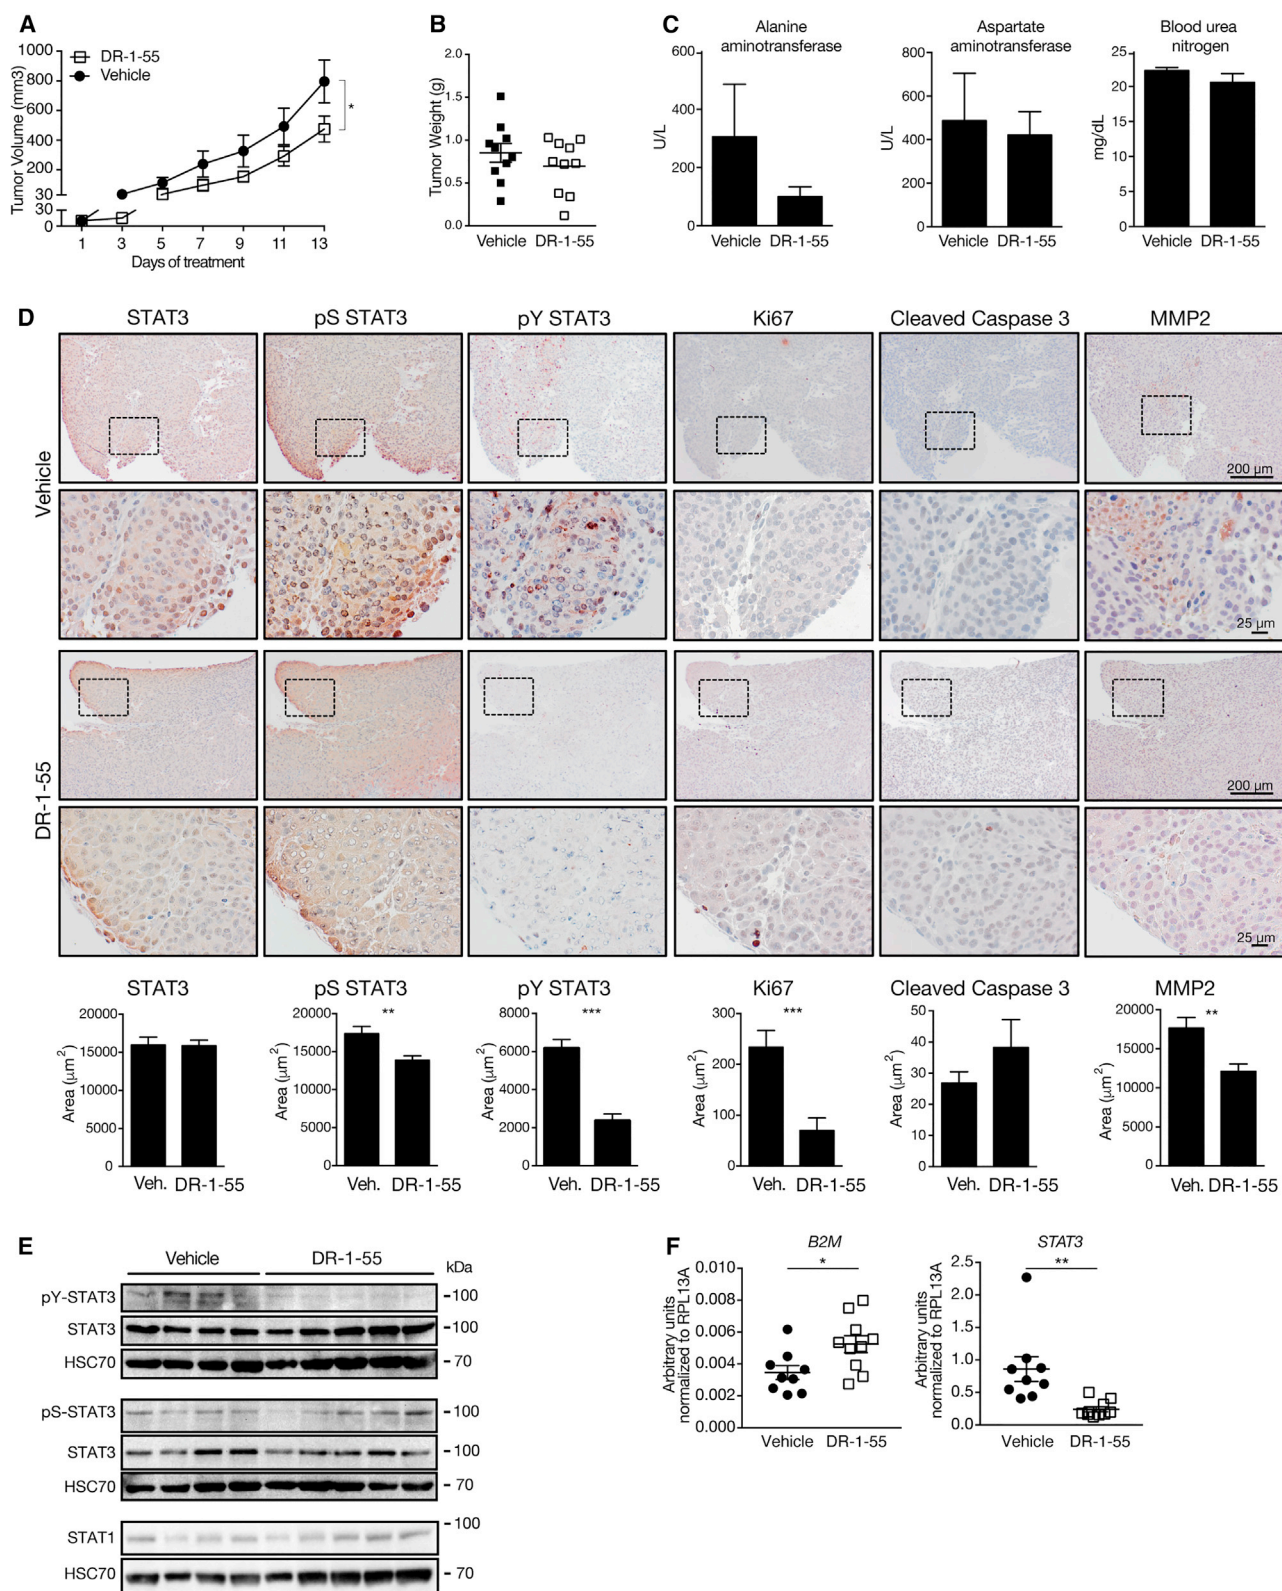 A
1000
800
600
400
200
30
30
0
Tumor Volume (mm3)
DR-1-55
Vehicle
*
1 3 5 7 9 11 13
Days of treatment
B
2.0
1.5
1.0
0.5
0.0
Tumor Weight (g)
Vehicle DR-1-55
C
Alanine
aminotransferase
600
400
200
0
U/L
Vehicle DR-1-55
Aspartate
aminotransferase
800
600
400
200
0
U/L
Vehicle DR-1-55
Blood urea
nitrogen
25
20
15
10
5
0
mg/dL
Vehicle DR-1-55
D
STAT3 pS STAT3 pY STAT3 Ki67 Cleaved Caspase 3 MMP2
Vehicle
200 µm
25 µm
DR-1-55
200 µm
25 µm
STAT3
20000
15000
10000
5000
0
Area (µm2)
Veh. DR-1-55
pS STAT3
**
20000
15000
10000
5000
0
Area (µm2)
Veh. DR-1-55
pY STAT3
***
8000
6000
4000
2000
0
Area (µm2)
Veh. DR-1-55
Ki67
***
300
200
100
0
Area (µm2)
Veh. DR-1-55
Cleaved Caspase 3
50
40
30
20
10
0
Area (µm2)
Veh. DR-1-55
MMP2
**
20000
15000
10000
5000
0
Area (µm2)
Veh. DR-1-55
E
Vehicle DR-1-55
kDa
pY-STAT3 - 100
STAT3 - 100
HSC70 - 70
pS-STAT3 - 100
STAT3 - 100
HSC70 - 70
- 100
STAT1
HSC70 - 70
F
B2M
*
0.010
0.008
0.006
0.004
0.002
0.000
Arbitrary units
normalized to RPL13A
Vehicle DR-1-55
STAT3
**
2.5
2.0
1.5
1.0
0.5
0.0
Arbitrary units
normalized to RPL13A
Vehicle DR-1-55